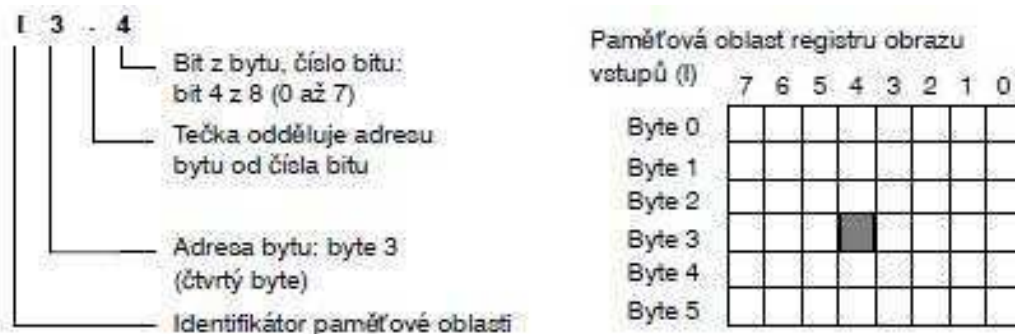 I 3 . 4
Bit z bytu, číslo bitu:
bit 4 z 8 (0 až 7)
Tečka odděluje adresu
bytu od čísla bitu
Adresa bytu: byte 3
(čtvrtý byte)
Identifikátor paměťové oblasti
Paměťová oblast registru obrazu
vstupů (I)
7 6 5 4 3 2 1 0
Byte 0
Byte 1
Byte 2
Byte 3
Byte 4
Byte 5